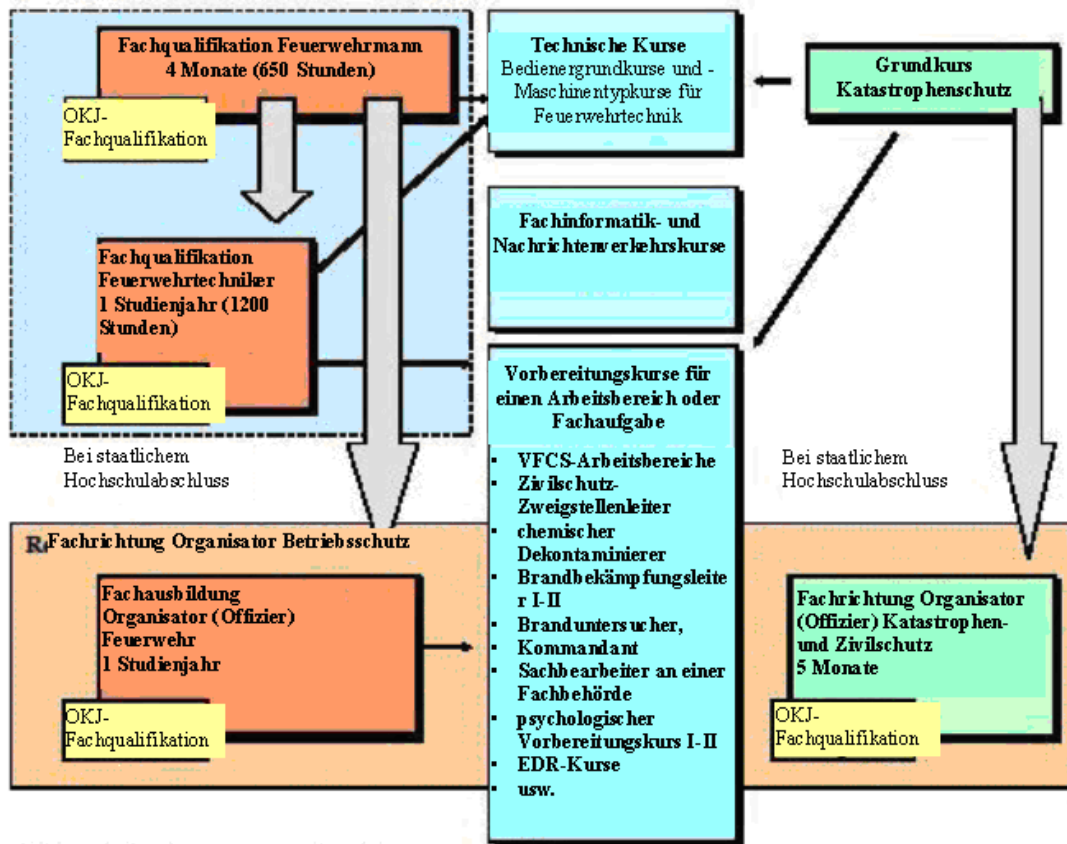 Fachqualifikation Feuerwehrmann
4 Monate (650 Stunden)
OKJ-
Fachqualifikation
Technische Kurse
Bedienergrundkurse und -
Maschinentypkurse für
Feuerwehrtechnik
Grundkurs
Katastrophenschutz
Fachqualifikation
Feuerwehrtechniker
1 Studienjahr (1200
Stunden)
OKJ-
Fachqualifikation
Fachinformatik- und
Nachrichtenverkehrskurse
Bei staatlichem
Hochschulabschluss
Vorbereitungskurse für
einen Arbeitsbereich oder
Fachaufgabe
▪ VFCS-Arbeitsbereiche
▪ Zivilschutz-
Zweigstellenleiter
▪ chemischer
Dekontaminierer
▪ Brandbekämpfungsleite
r I-II
▪ Branduntersucher,
▪ Kommandant
▪ Sachbearbeiter an einer
Fachbehörde
▪ psychologischer
Vorbereitungskurs I-II
▪ EDR-Kurse
▪ usw.
Bei staatlichem
Hochschulabschluss
Fachrichtung Organisator Betriebsschutz
Fachausbildung
Organisator (Offizier)
Feuerwehr
1 Studienjahr
OKJ-
Fachqualifikation
Fachrichtung Organisator
(Offizier) Katastrophen-
und Zivilschutz
5 Monate
OKJ-
Fachqualifikation